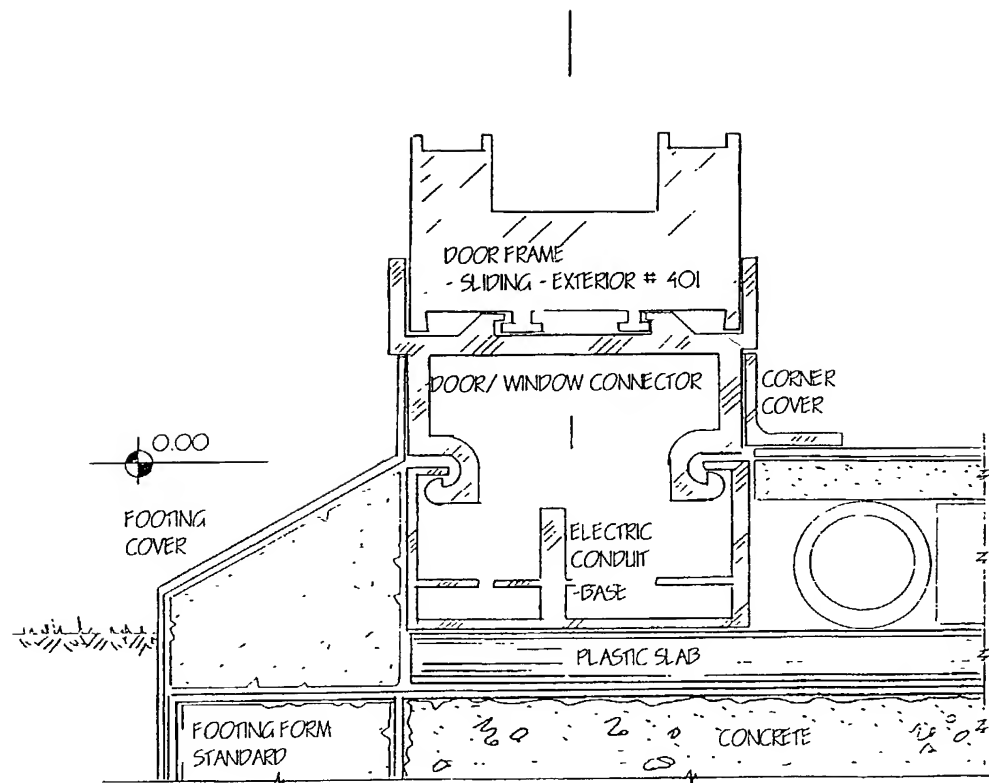 DOOR FRAME
- SLIDING - EXTERIOR # 401
DOOR/ WINDOW CONNECTOR
CORNER
COVER
0.00
FOOTING
COVER
ELECTRIC
CONDUIT
-BASE
PLASTIC SLAB
FOOTING FORM
STANDARD
CONCRETE